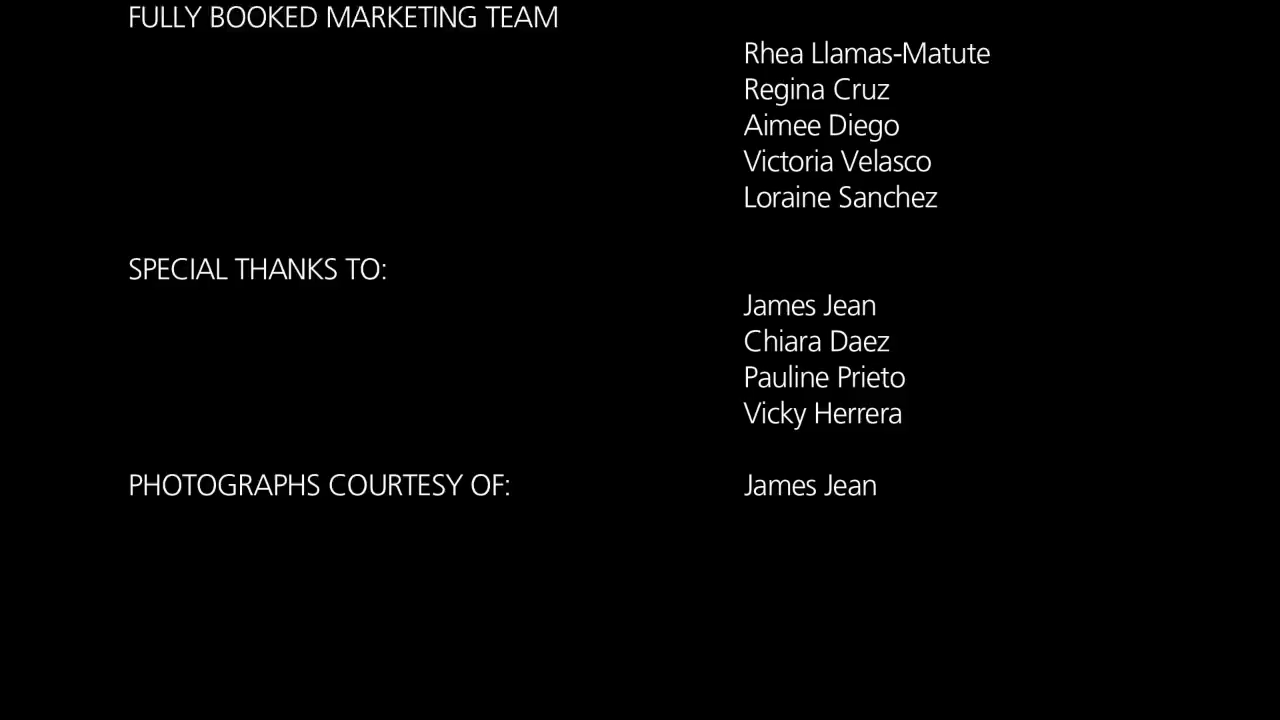 FULLY BOOKED MARKETING TEAM
Rhea Llamas-Matute
Regina Cruz
Aimee Diego
Victoria Velasco
Loraine Sanchez
SPECIAL THANKS TO:
James Jean
Chiara Daez
Pauline Prieto
Vicky Herrera
PHOTOGRAPHS COURTESY OF: James Jean